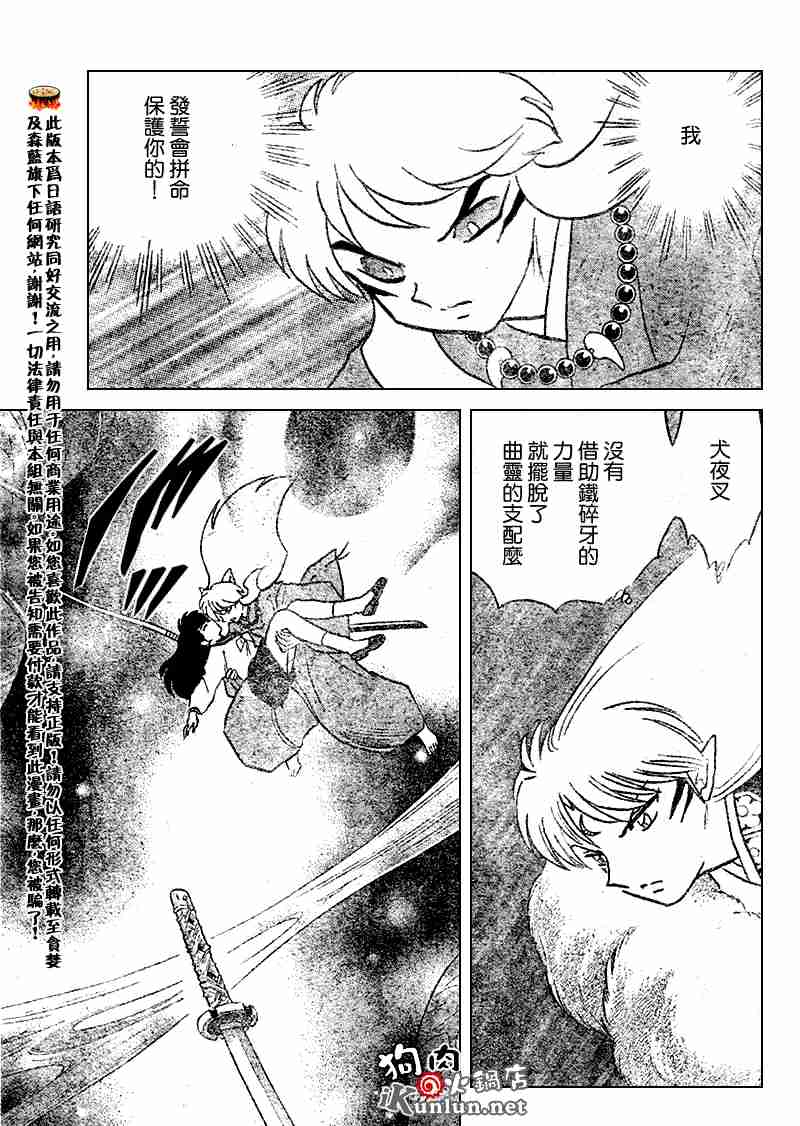 我
發誓會拼命
保護你的！
犬夜叉
沒有
借助鐵碎牙的
力量
就擺脫了
曲靈的支配麼
此版本爲日語研究同好交流之用，請勿用于任何商業用途，如您喜歡此作品，請支持正版！請勿以任何形式轉載至貪婪
及森藍旗下任何網站，謝謝！一切法律責任與本組無關，如果您被告知需要付款才能看到此漫畫，那麼，您被騙了！
狗肉
火鍋店
iKunlun.net